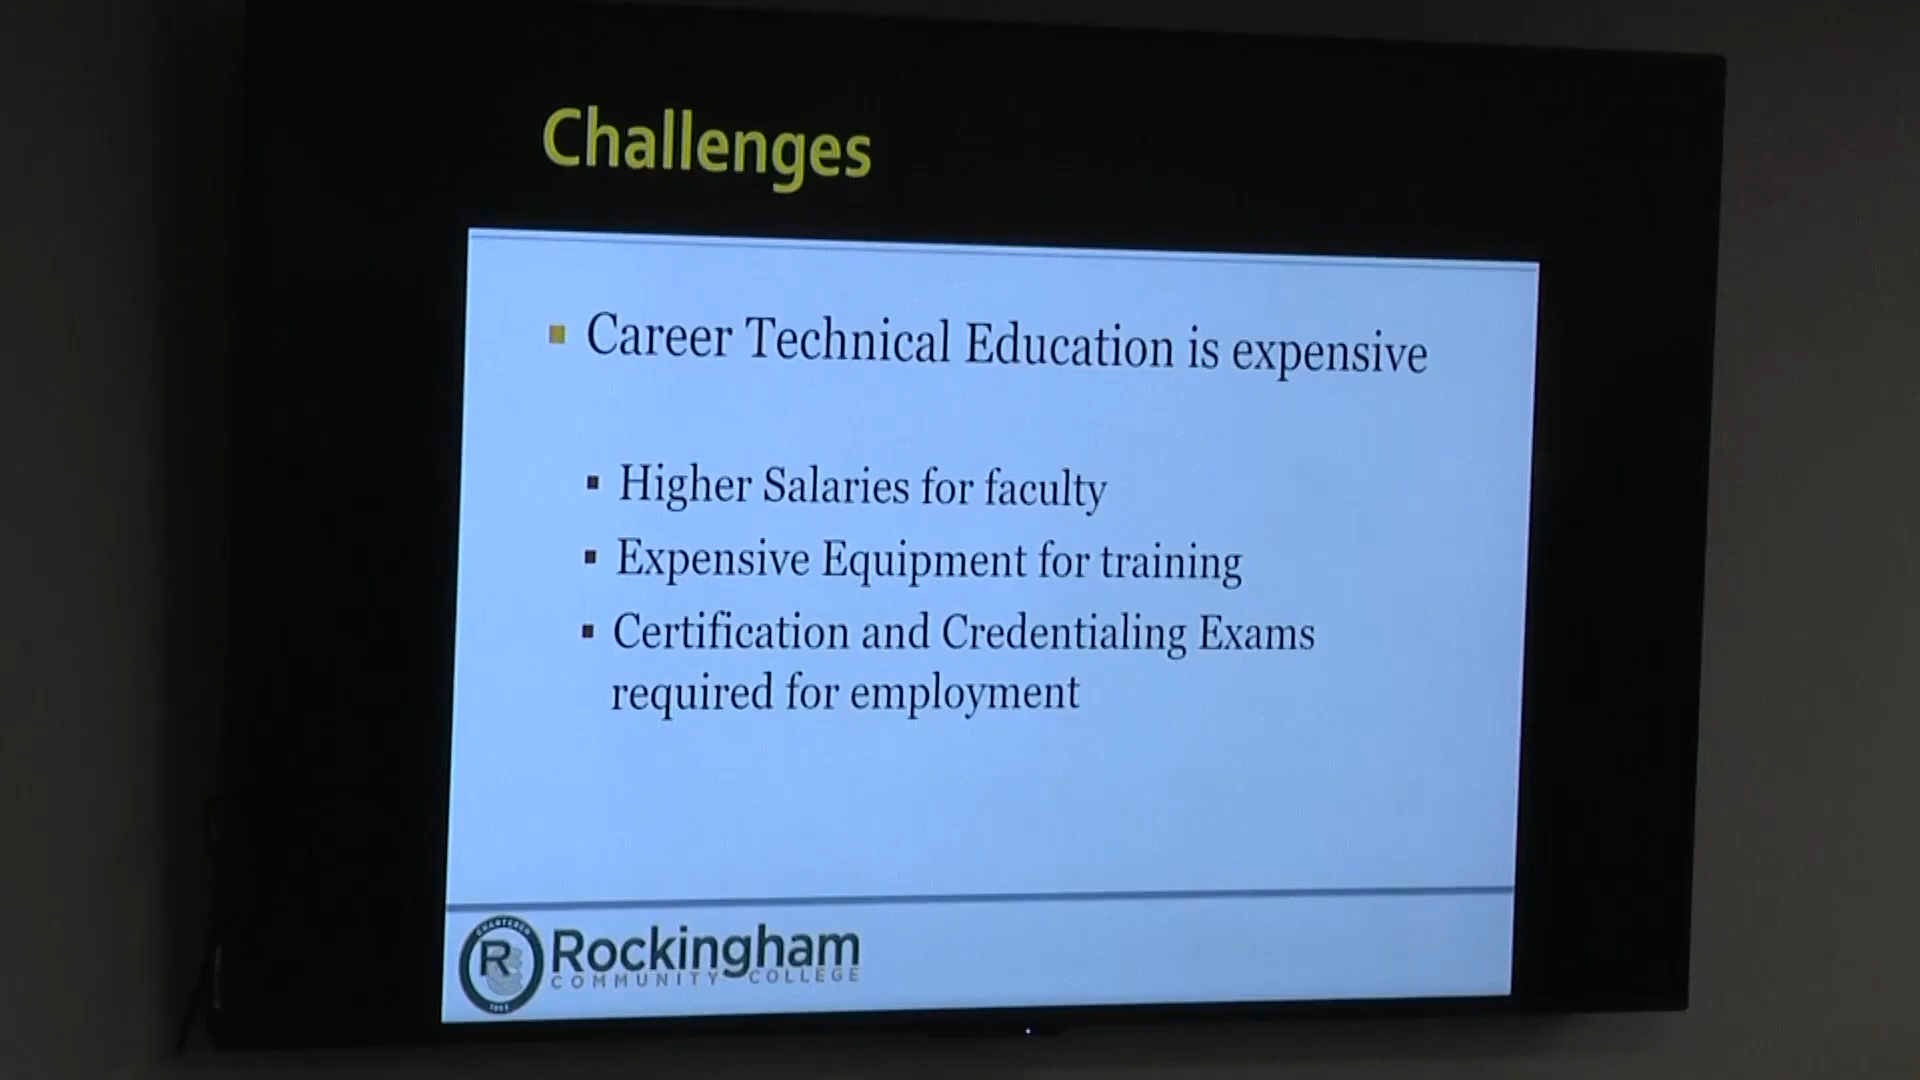 Challenges
Career Technical Education is expensive
Higher Salaries for faculty
Expensive Equipment for training
Certification and Credentialing Exams
required for employment
R
Rockingham
COMMUNITY COLLEGE